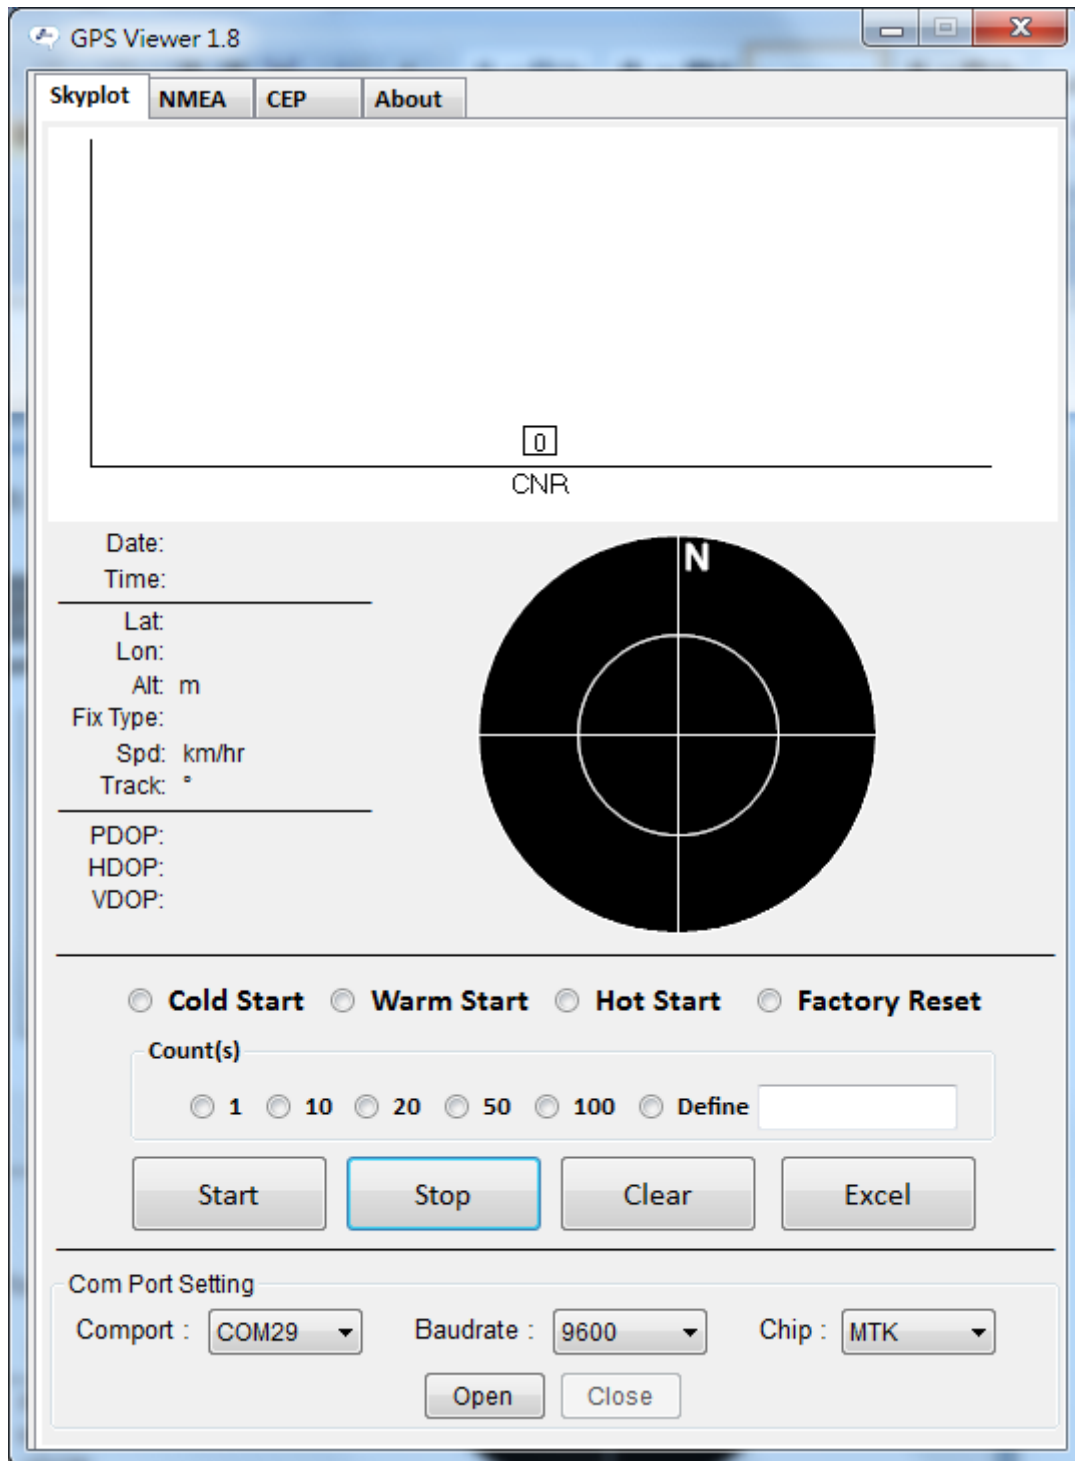 GPS Viewer 1.8
Skyplot NMEA CEP About
0
CNR
N
Date:
Time:
Lat:
Lon:
Alt: m
Fix Type:
Spd: km/hr
Track: °
PDOP:
HDOP:
VDOP:
Cold Start Warm Start Hot Start Factory Reset
Count(s)
1 10 20 50 100 Define
Start Stop Clear Excel
Com Port Setting
Comport : COM29 Baudrate : 9600 Chip : MTK
Open Close